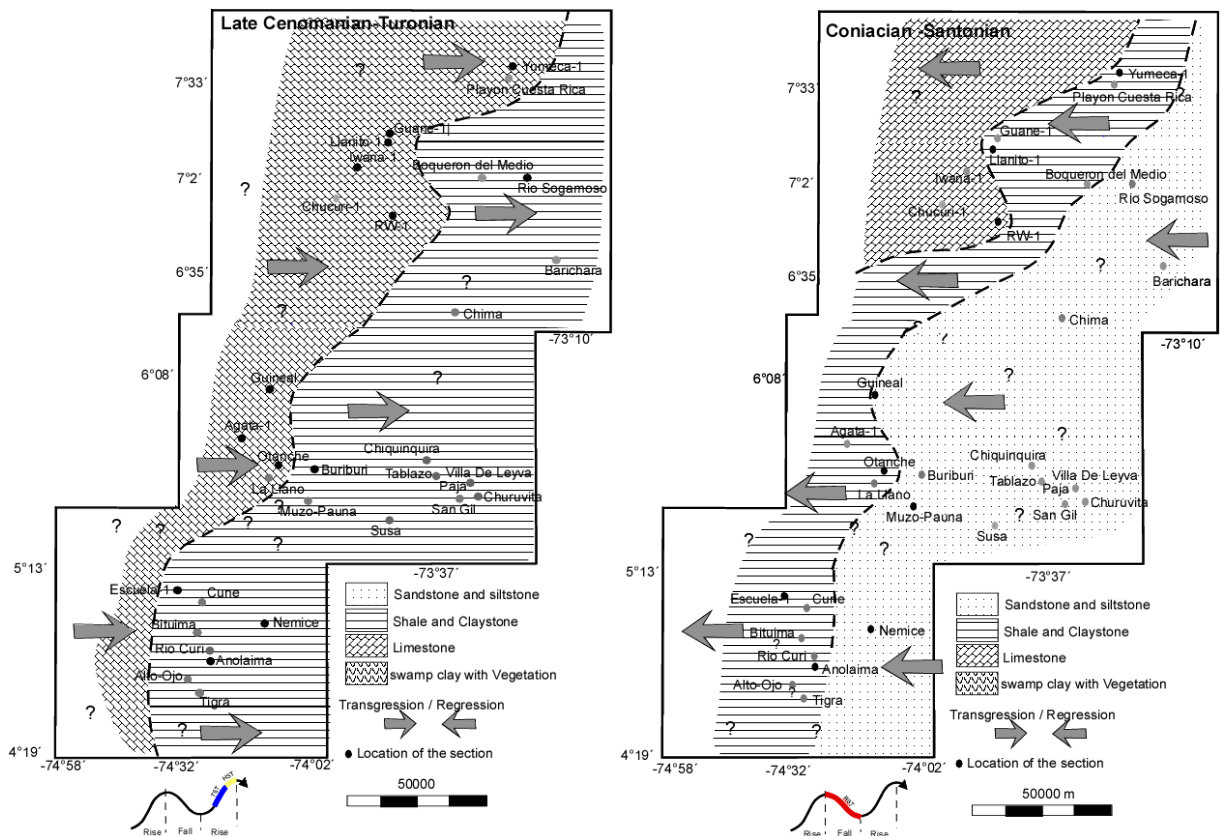 Late Cenomanian-Turonian
7°33´
7°2´
6°35´
6°08´
5°13´
4°19´
-74°58´
-74°32´
-74°02´
-73°37´
-73°10´
?
Yumeca-1
Playon Cuesta Rica
Guane-1
Llanito-1
Iwana-1
Boqueron del Medio
Rio Sogamoso
?
Chucuri-1
RW-1
Barichara
?
?
Chima
?
Guineal
Agata-1
Otanche
Buriburi
Chiquinquira
Tablazo
Villa De Leyva
Paja
Churuvita
San Gil
La Llano
Muzo-Pauna
Susa
?
?
?
?
?
Escuela-1
Cune
Bituima
Nemice
Rio Curi
Anolaima
Alto-Ojo
Tigra
?
?
Sandstone and siltstone
Shale and Claystone
Limestone
swamp clay with Vegetation
Transgression / Regression
Location of the section
50000
TST
HST
Rise
Fall
Rise
Coniacian -Santonian
7°33´
7°2´
6°35´
6°08´
5°13´
4°19´
-74°58´
-74°32´
-74°02´
-73°37´
-73°10´
?
Yumeca-1
Playon Cuesta Rica
?
Guane-1
Llanito-1
Iwana-1
Boqueron del Medio
Rio Sogamoso
Chucuri-1
RW-1
?
Barichara
Chima
?
?
Guineal
?
Agata-1
Otanche
Buriburi
Chiquinquira
Tablazo
Villa De Leyva
Paja
Churuvita
San Gil
La Llano
Muzo-Pauna
?
Susa
?
?
?
Escuela-1
Cune
Bituima
?
Nemice
Rio Curi
Anolaima
Alto-Ojo
?
Tigra
?
?
Sandstone and siltstone
Shale and Claystone
Limestone
swamp clay with Vegetation
Transgression / Regression
Location of the section
50000 m
RST
Rise
Fall
Rise